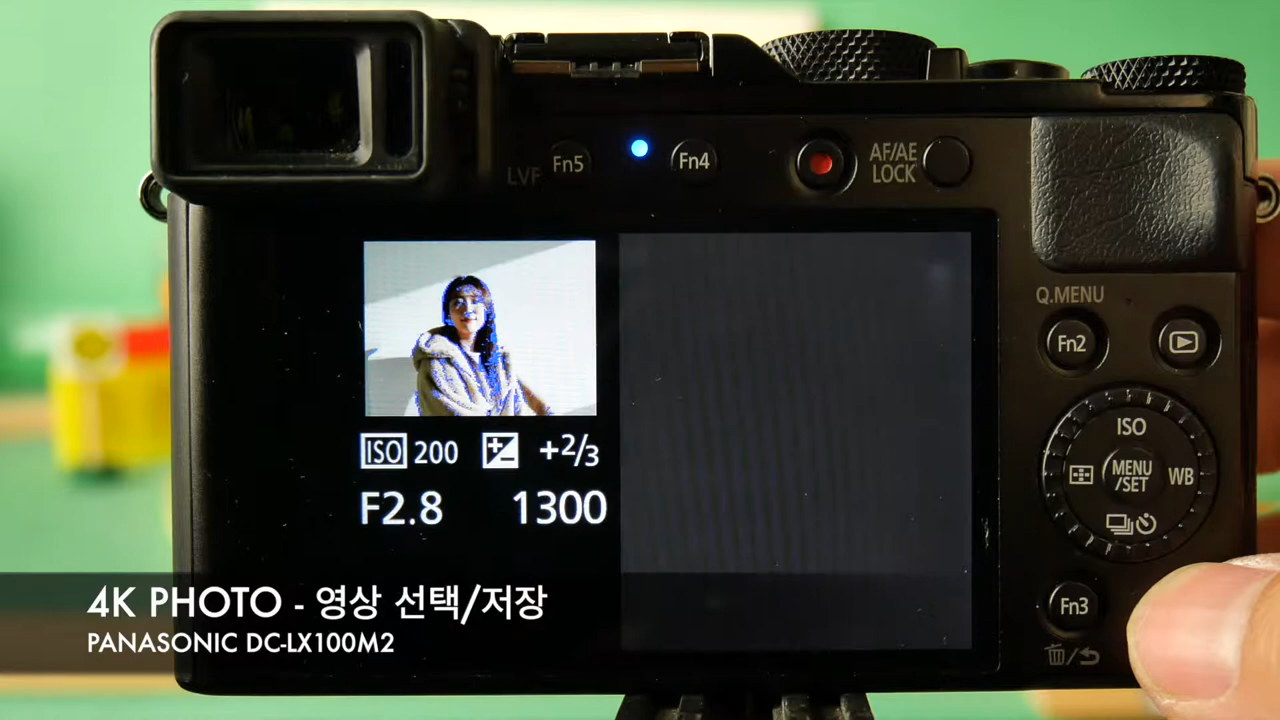 LVF
Fn5
Fn4
AF/AE
LOCK
Q.MENU
Fn2
ISO
MENU
/SET
WB
Fn3
ISO 200 +2/3
F2.8 1300
4K PHOTO - 영상 선택/저장
PANASONIC DC-LX100M2